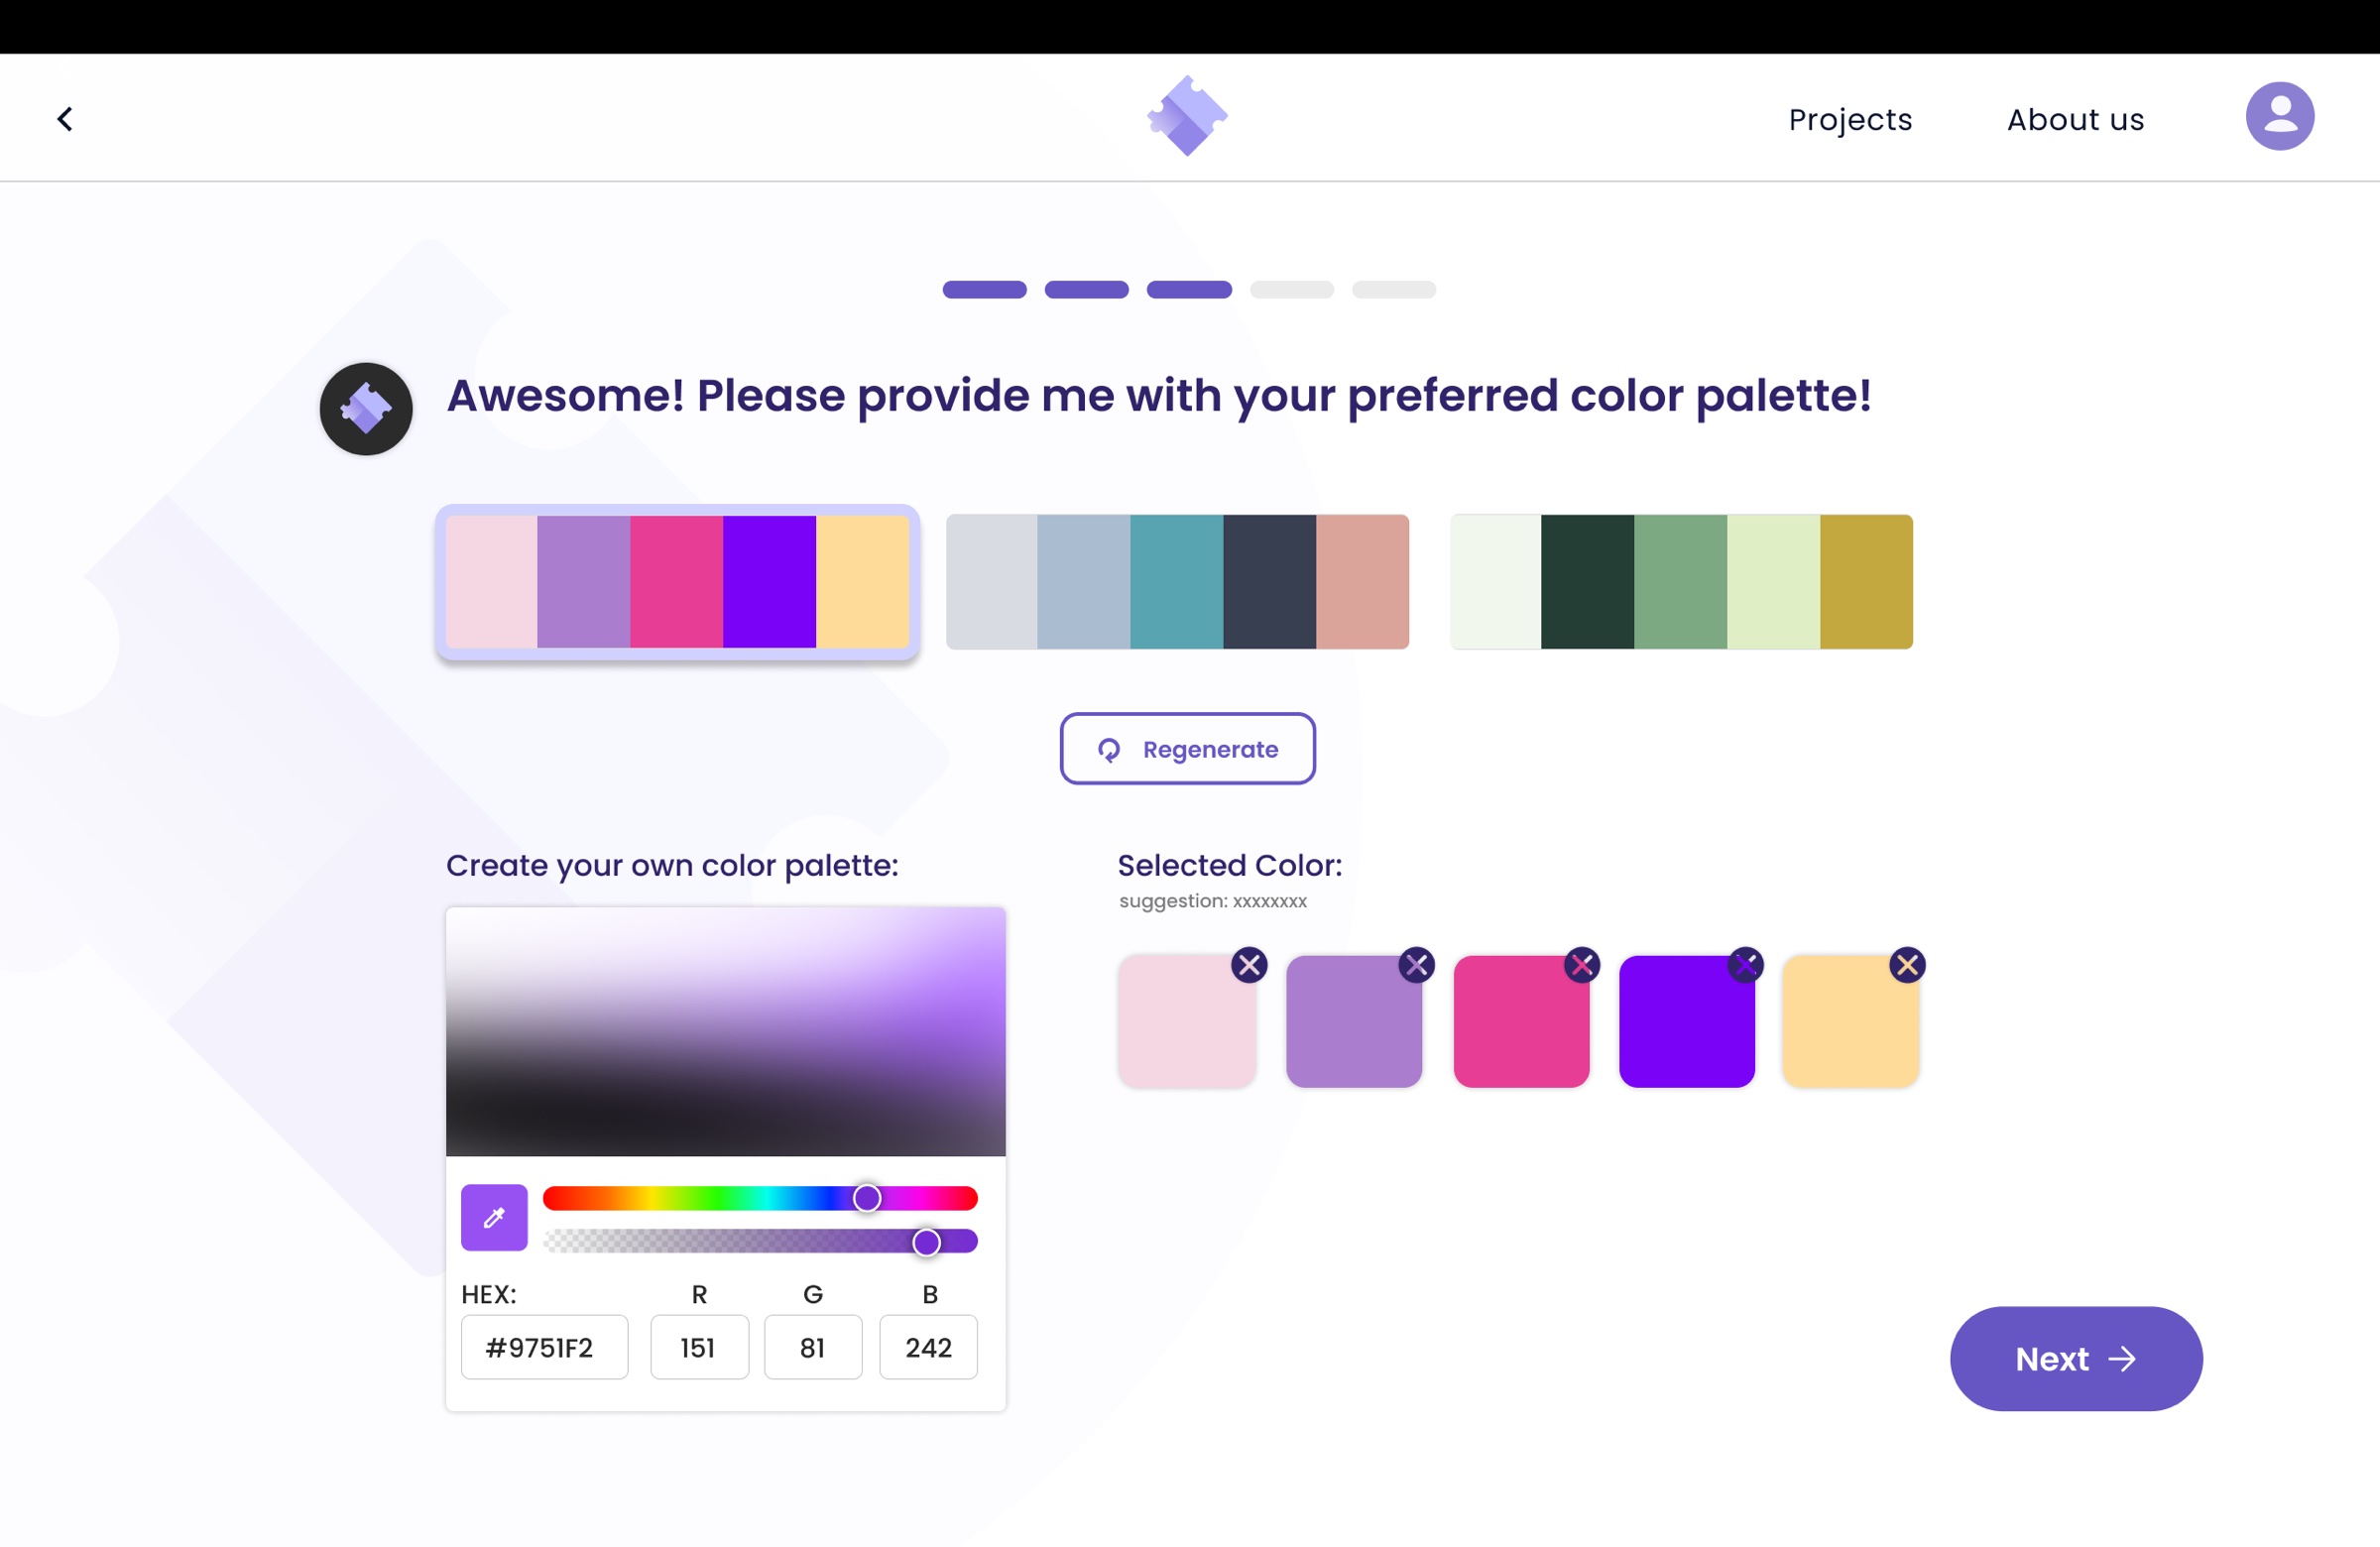 Projects
About us
Awesome! Please provide me with your preferred color palette!
Regenerate
Create your own color palette:
Selected Color:
suggestion: xxxxxxxx
HEX:
R
G
B
#9751F2
151
81
242
Next